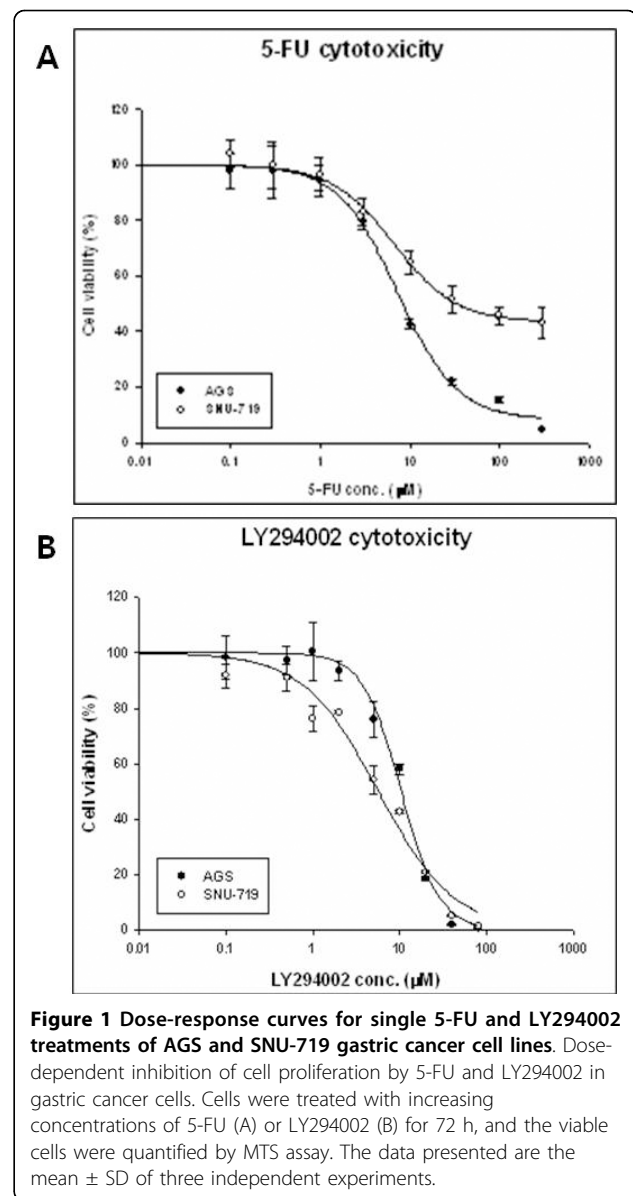 A
5-FU cytotoxicity
120
100
80
60
40
20
0
Cell viability (%)
AGS
SNU-719
0.01 0.1 1 10 100 1000
5-FU conc. (µM)
B
LY294002 cytotoxicity
120
100
80
60
40
20
0
Cell viability (%)
AGS
SNU-719
0.01 0.1 1 10 100 1000
LY294002 conc. (µM)
Figure 1 Dose-response curves for single 5-FU and LY294002
treatments of AGS and SNU-719 gastric cancer cell lines. Dose-
dependent inhibition of cell proliferation by 5-FU and LY294002 in
gastric cancer cells. Cells were treated with increasing
concentrations of 5-FU (A) or LY294002 (B) for 72 h, and the viable
cells were quantified by MTS assay. The data presented are the
mean ± SD of three independent experiments.